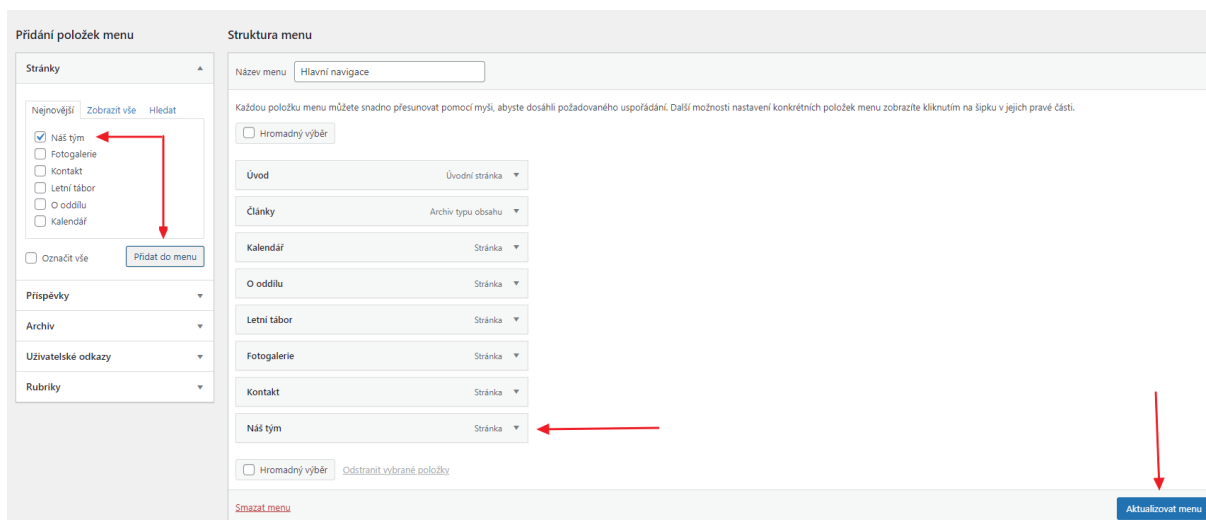 Přidání položek menu
Stránky
Nejnovější Zobrazit vše Hledat
Náš tým
Fotogalerie
Kontakt
Letní tábor
O oddílu
Kalendář
Označit vše Přidat do menu
Příspěvky
Archiv
Uživatelské odkazy
Rubriky
Struktura menu
Název menu Hlavní navigace
Každou položku menu můžete snadno přesunovat pomocí myši, abyste dosáhli požadovaného uspořádání. Další možnosti nastavení konkrétních položek menu zobrazíte kliknutím na šipku v jejich pravé části.
Hromadný výběr
Úvod Úvodní stránka
Články Archiv typu obsahu
Kalendář Stránka
O oddílu Stránka
Letní tábor Stránka
Fotogalerie Stránka
Kontakt Stránka
Náš tým Stránka
Hromadný výběr Odstranit vybrané položky
Smazat menu Aktualizovat menu